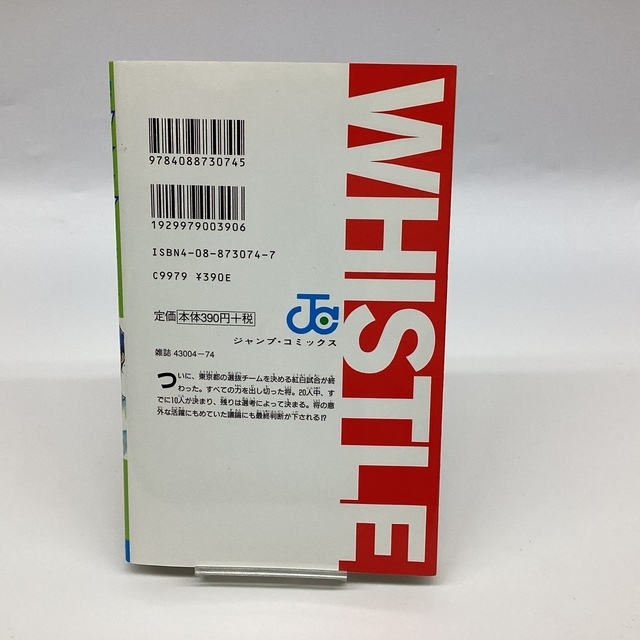 WHISTLE
9784088730745
1929979003906
ISBN4-08-873074-7
C9979 ¥390E
定価 本体390円+税
JC
ジャンプ・コミックス
雑誌 43004-74
ついに、東京都の選抜チームを決める紅白試合が終
わった。すべての力を出し切った将。20人中、す
でに10人が決まり、残りは選考によって決まる。将の意
外な活躍にもめていた議論にも最終判断が下される!?